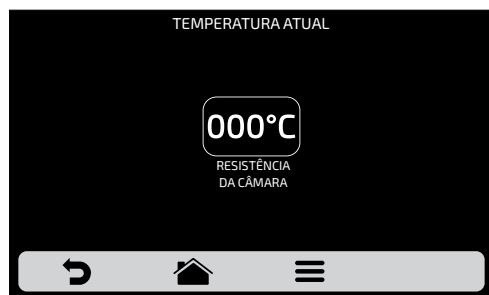 TEMPERATURA ATUAL
000°C
RESISTÊNCIA
DA CÂMARA